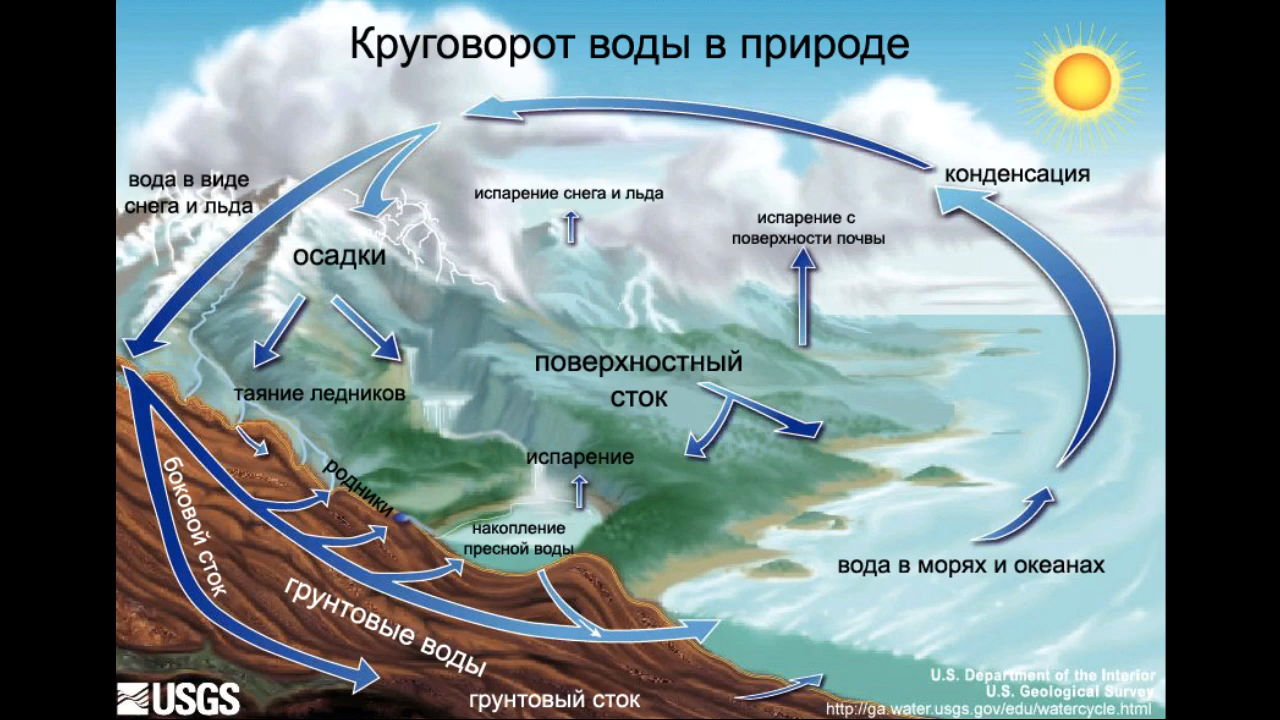 Круговорот воды в природе
конденсация
вода в виде
снега и льда
испарение снега и льда
испарение с
поверхности почвы
осадки
поверхностный
сток
таяние ледников
испарение
родники
накопление
пресной воды
боковой сток
вода в морях и океанах
грунтовые воды
грунтовый сток
USGS
U.S. Department of the Interior
U.S. Geological Survey
http://ga.water.usgs.gov/edu/watercycle.html